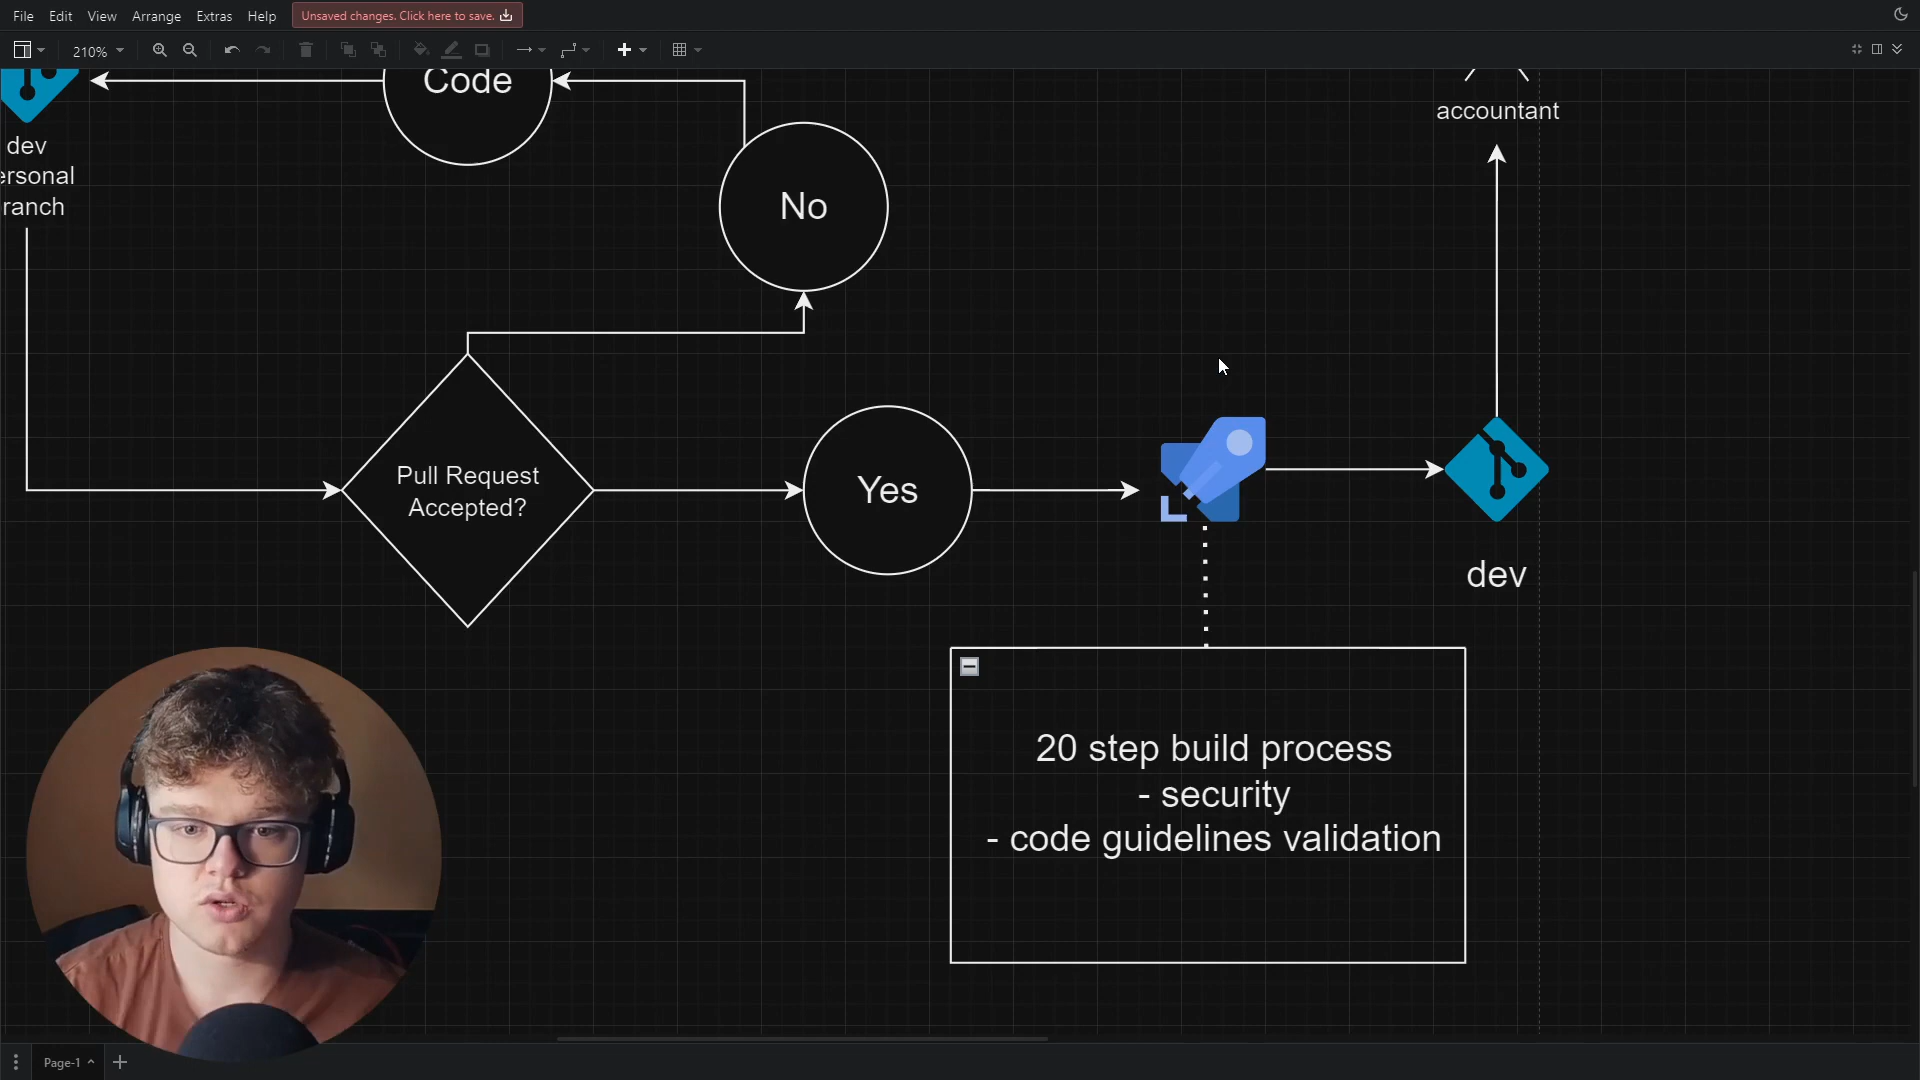 File Edit View Arrange Extras Help Unsaved changes. Click here to save.
210%
Code
accountant
dev
ersonal
ranch
No
Pull Request
Accepted?
Yes
dev
20 step build process
- security
- code guidelines validation
Page-1